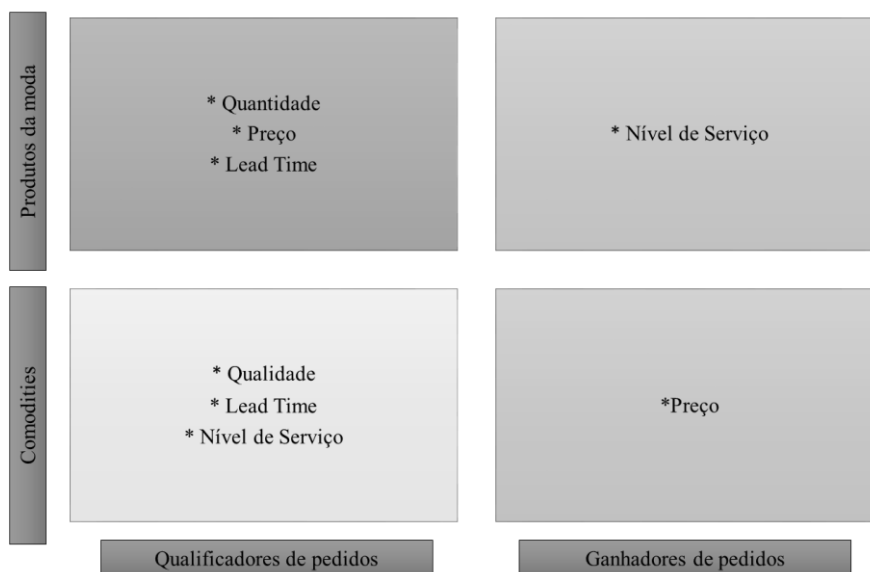 Produtos da moda
* Quantidade
* Preço
* Lead Time
* Nível de Serviço
Comodities
* Qualidade
* Lead Time
* Nível de Serviço
*Preço
Qualificadores de pedidos
Ganhadores de pedidos